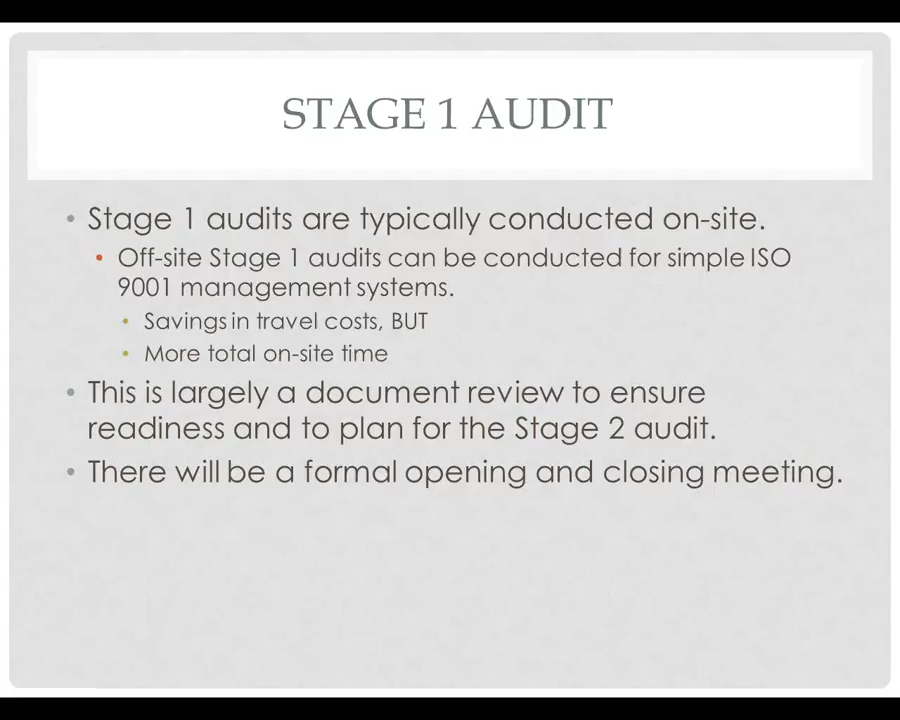 STAGE 1 AUDIT
• Stage 1 audits are typically conducted on-site.
• Off-site Stage 1 audits can be conducted for simple ISO
9001 management systems.
• Savings in travel costs, BUT
• More total on-site time
• This is largely a document review to ensure
readiness and to plan for the Stage 2 audit.
• There will be a formal opening and closing meeting.